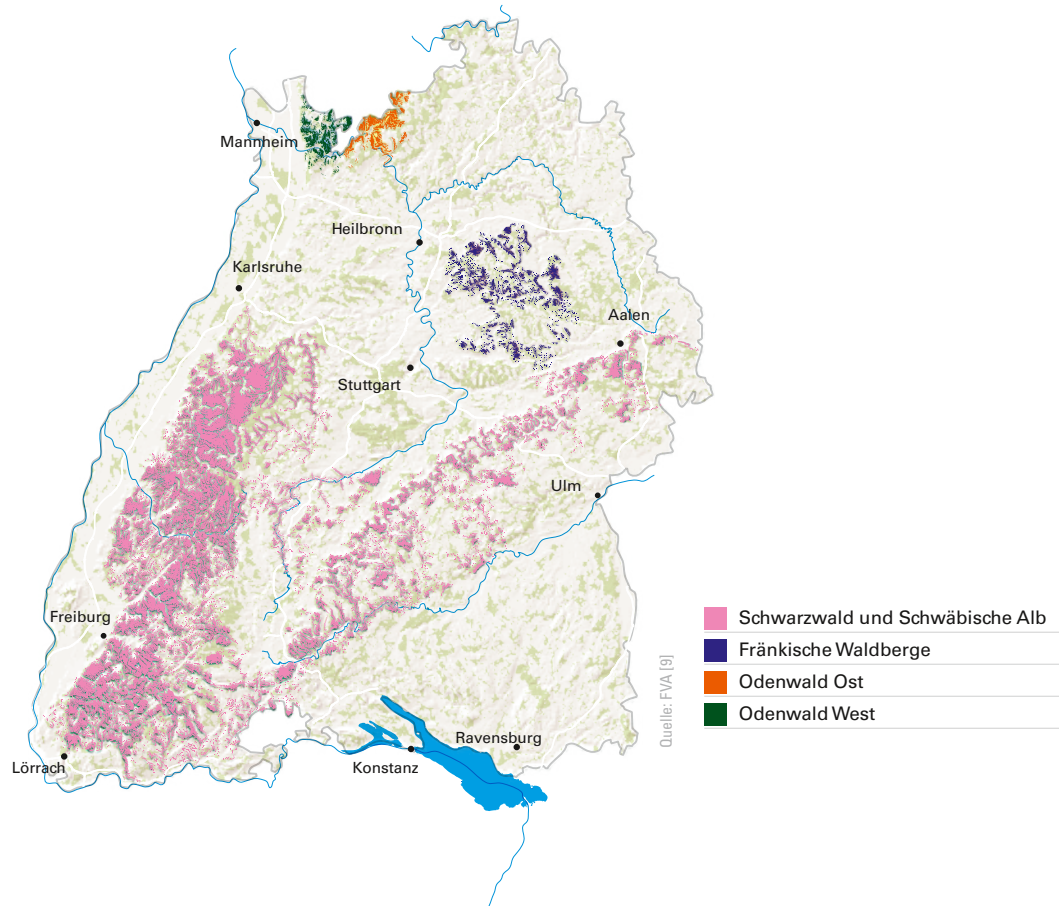 Mannheim
Heilbronn
Karlsruhe
Aalen
Stuttgart
Ulm
Freiburg
Ravensburg
Lörrach
Konstanz
Schwarzwald und Schwäbische Alb
Fränkische Waldberge
Odenwald Ost
Odenwald West
Quelle: FVA [9]